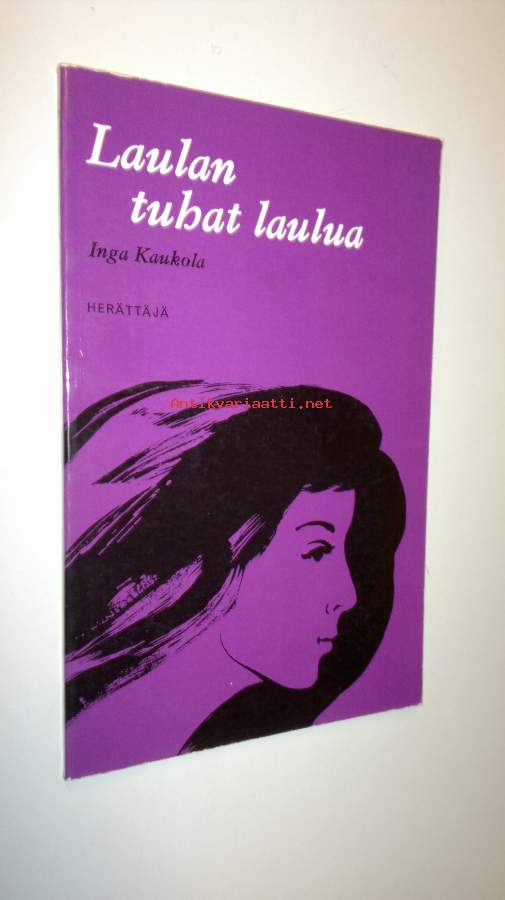 Laulan
tuhat laulua
Inga Kaukola
HERÄTTÄJÄ
Antikvariaatti.net